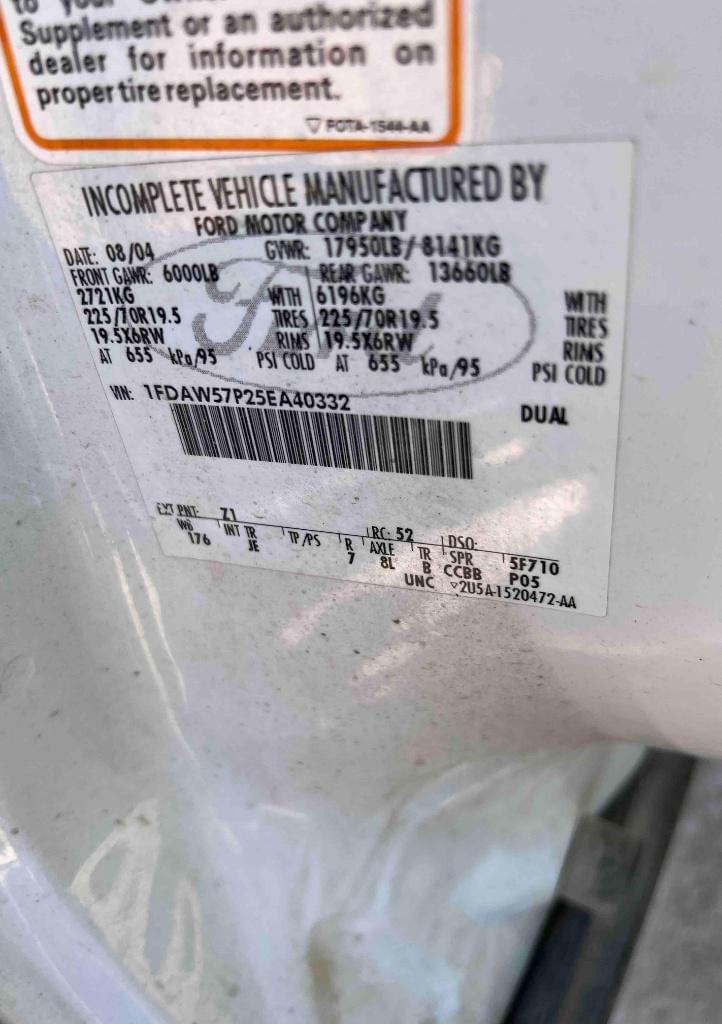 to your Own
Supplement or an authorized
dealer for information on
proper tire replacement.
▽ FOTA-1544-AA
INCOMPLETE VEHICLE MANUFACTURED BY
FORD MOTOR COMPANY
DATE: 08/04 GVWR: 17950LB/8141KG
FRONT GAWR: 6000LB REAR GAWR: 13660LB
2721KG WITH 6196KG WITH
225/70R19.5 TIRES 225/70R19.5 TIRES
19.5X6RW RIMS 19.5X6RW RIMS
AT 655 kPa/95 PSI COLD AT 655 kPa/95 PSI COLD
VIN: 1FDAW57P25EA40332 DUAL
Ford
EXT PNT: Z1 RC: 52 DSO:
WB INT TR TP/PS R AXLE TR SPR 5F710
176 JE 7 8L B CCBB P05
UNC ▽2U5A-1520472-AA